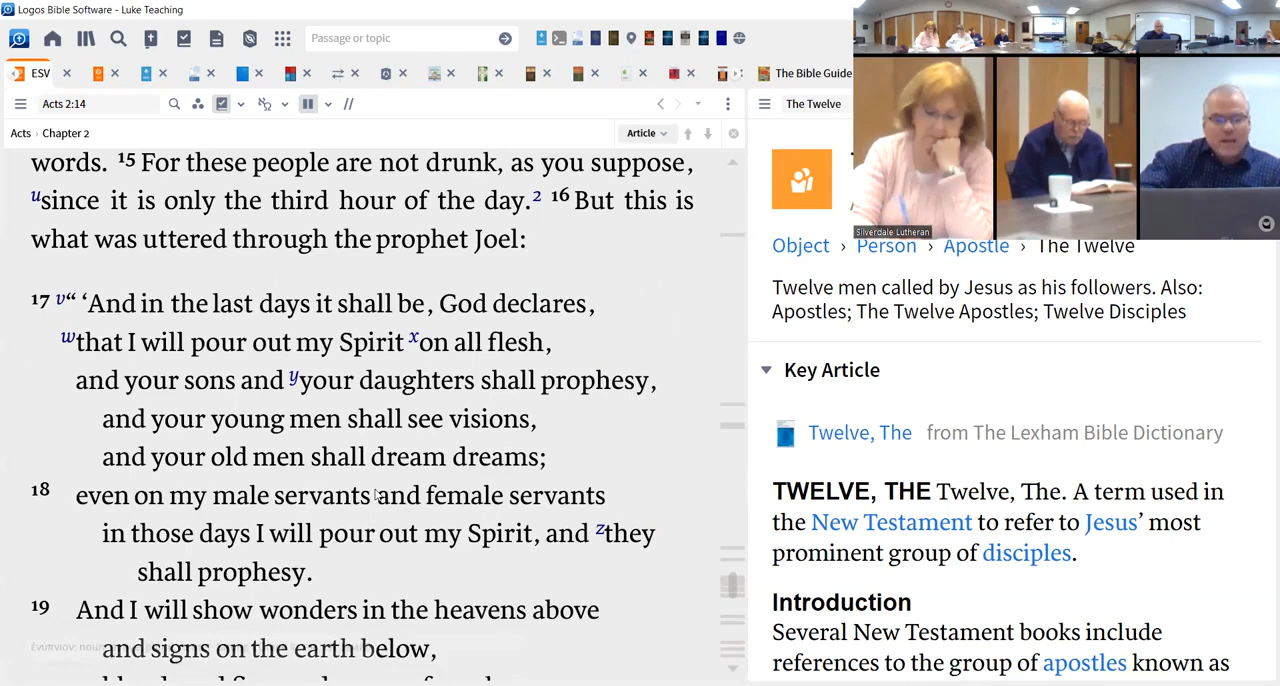 Logos Bible Software - Luke Teaching
Passage or topic
ESV
The Bible Guide
Acts 2:14
The Twelve
Acts › Chapter 2
Article
words. 15 For these people are not drunk, as you suppose,
u since it is only the third hour of the day.2 16 But this is
what was uttered through the prophet Joel:
17 v “ ‘And in the last days it shall be, God declares,
w that I will pour out my Spirit x on all flesh,
and your sons and y your daughters shall prophesy,
and your young men shall see visions,
and your old men shall dream dreams;
18 even on my male servants and female servants
in those days I will pour out my Spirit, and z they
shall prophesy.
19 And I will show wonders in the heavens above
and signs on the earth below,
Silverdale Lutheran
Object › Person › Apostle › The Twelve
Twelve men called by Jesus as his followers. Also:
Apostles; The Twelve Apostles; Twelve Disciples
Key Article
Twelve, The from The Lexham Bible Dictionary
TWELVE, THE Twelve, The. A term used in
the New Testament to refer to Jesus’ most
prominent group of disciples.
Introduction
Several New Testament books include
references to the group of apostles known as